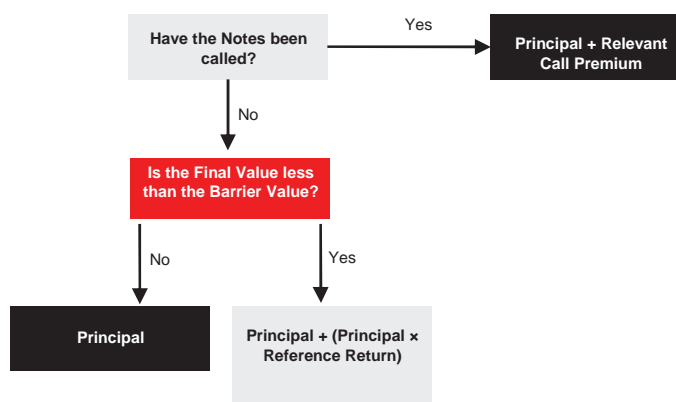 Have the Notes been
called?
Yes
Principal + Relevant
Call Premium
No
Is the Final Value less
than the Barrier Value?
No
Yes
Principal
Principal + (Principal ×
Reference Return)